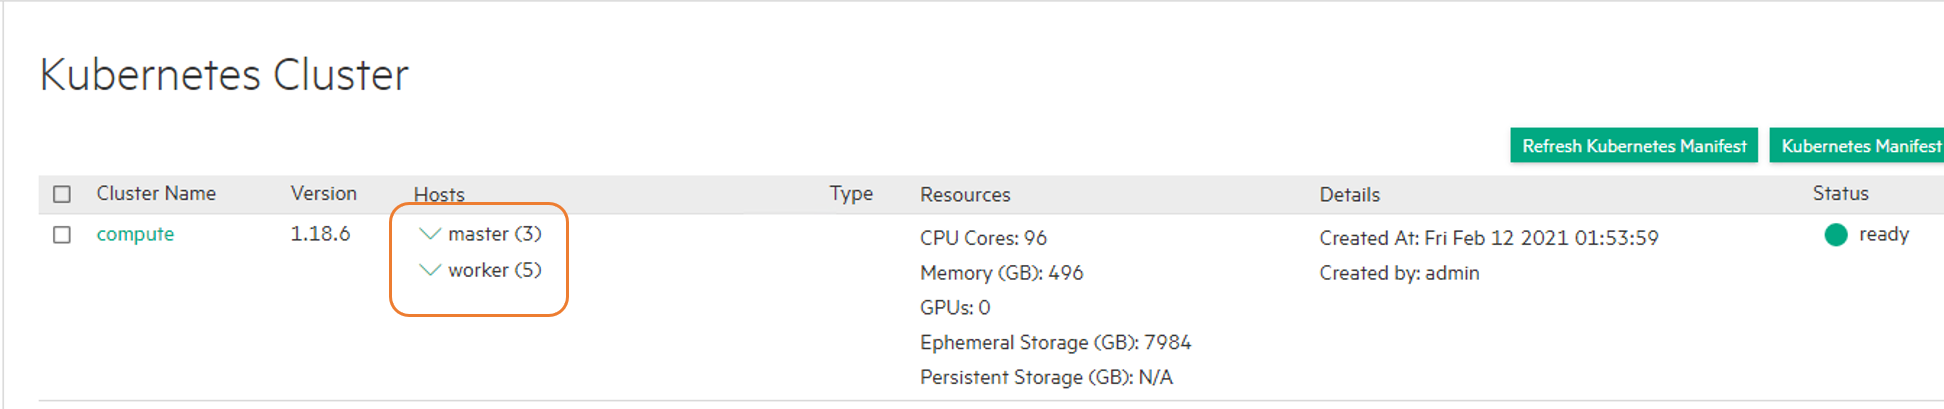 Kubernetes Cluster
Refresh Kubernetes Manifest Kubernetes Manifest
Cluster Name Version Hosts Type Resources Details Status
compute 1.18.6 master (3) CPU Cores: 96 Created At: Fri Feb 12 2021 01:53:59 ready
worker (5) Memory (GB): 496 Created by: admin
GPUs: 0
Ephemeral Storage (GB): 7984
Persistent Storage (GB): N/A